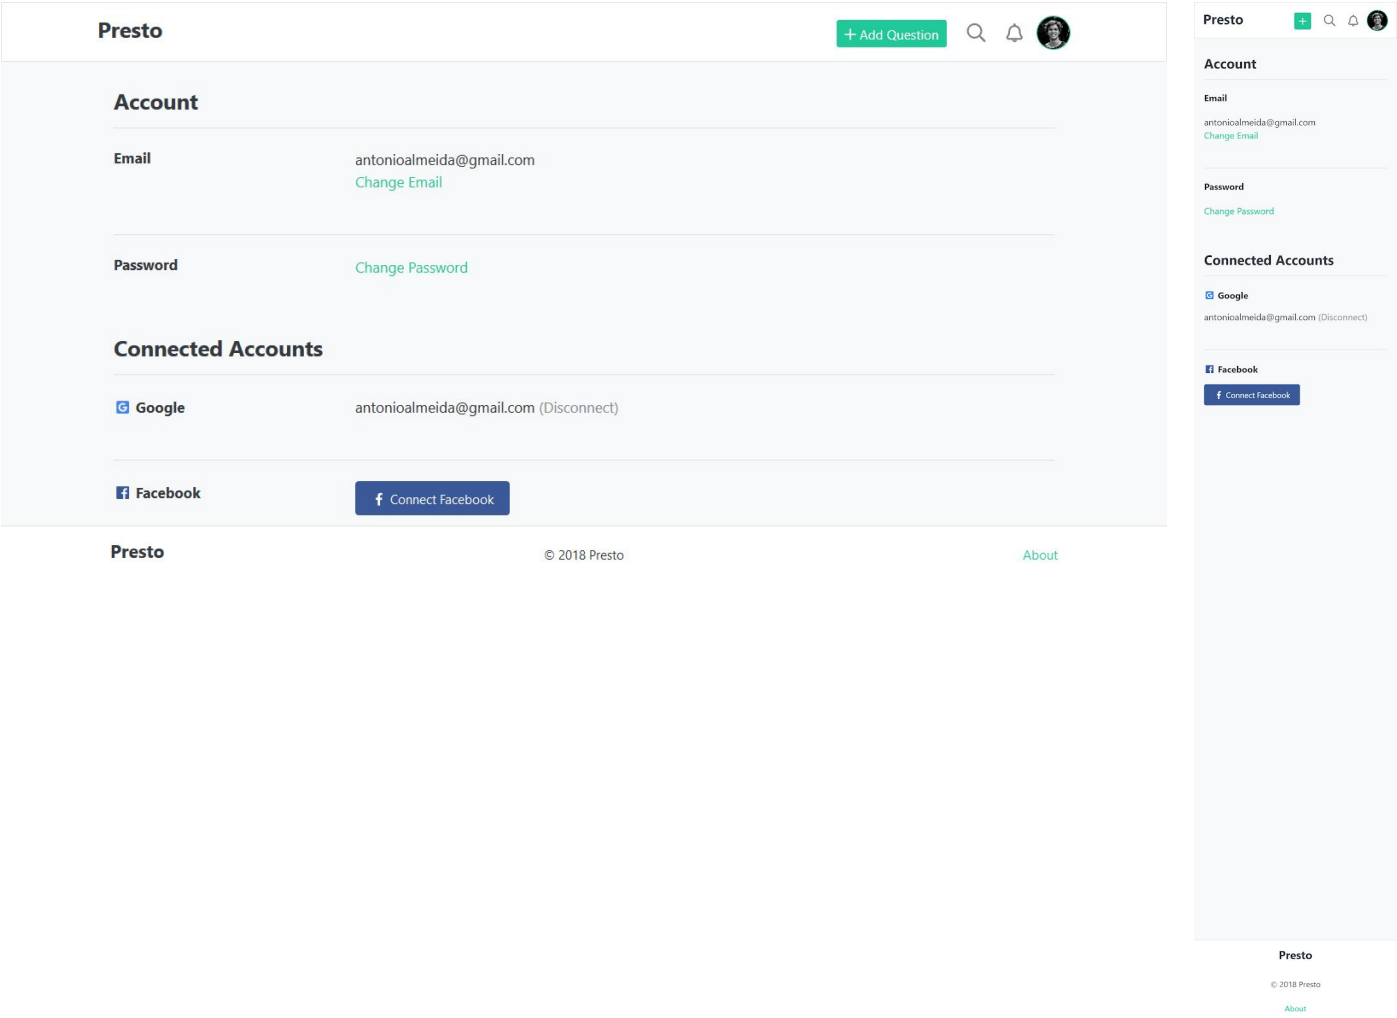 Presto
+ Add Question
Account
Email
antonioalmeida@gmail.com
Change Email
Password
Change Password
Connected Accounts
Google
antonioalmeida@gmail.com (Disconnect)
Facebook
Connect Facebook
Presto
© 2018 Presto
About
Presto
+
Account
Email
antonioalmeida@gmail.com
Change Email
Password
Change Password
Connected Accounts
Google
antonioalmeida@gmail.com (Disconnect)
Facebook
Connect Facebook
Presto
© 2018 Presto
About